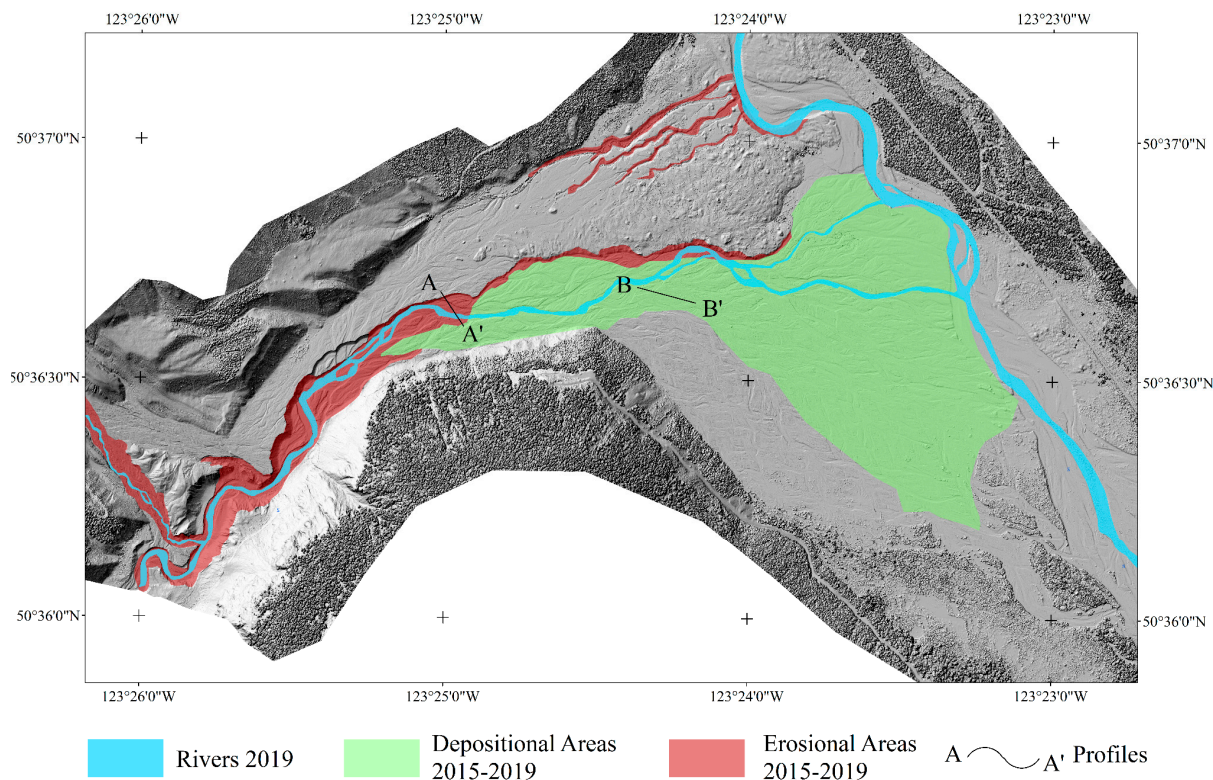 123°26'0"W 123°25'0"W 123°24'0"W 123°23'0"W
50°37'0"N 50°37'0"N
A
B
B'
A'
50°36'30"N 50°36'30"N
50°36'0"N 50°36'0"N
123°26'0"W 123°25'0"W 123°24'0"W 123°23'0"W
Rivers 2019
Depositional Areas
2015-2019
Erosional Areas
2015-2019
A A' Profiles